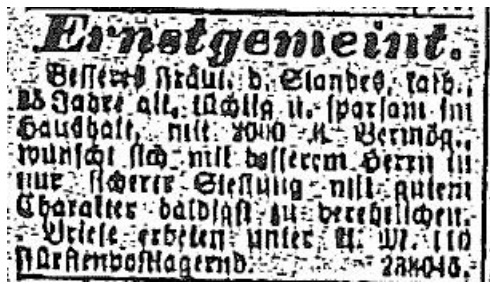 Ernstgemeint.
Besseres Fräul. d. Standes, kath.,
Jahre alt, tüchtig u. sparsam im
Haushalt, mit M. Vermög.,
wünscht sich mit besserem Herrn in
nur sicherer Stellung mit gutem
Charakter baldigst zu verehelichen.
Briefe erbeten unter 110
postlagernd.